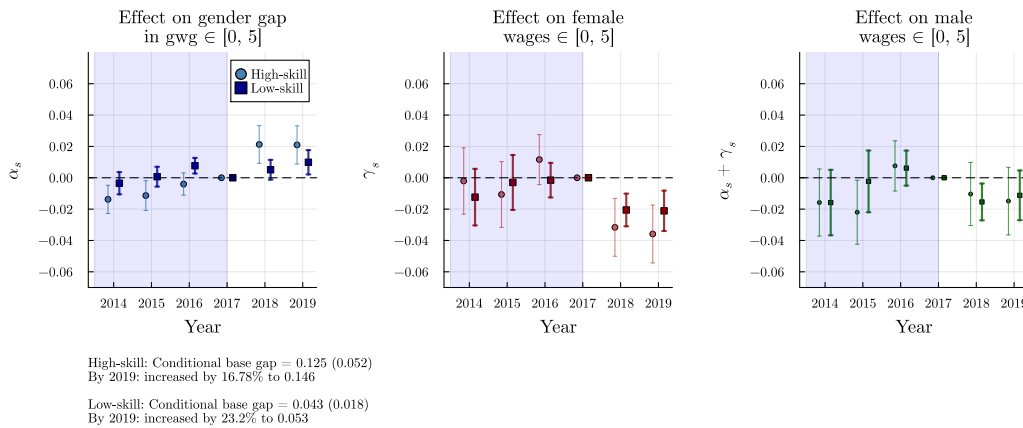 Effect on gender gap
in gwg ∈ [0, 5]
0.06
0.04
0.02
0.00
−0.02
−0.04
−0.06
α_s
High-skill
Low-skill
2014 2015 2016 2017 2018 2019
Year
Effect on female
wages ∈ [0, 5]
0.06
0.04
0.02
0.00
−0.02
−0.04
−0.06
γ_s
2014 2015 2016 2017 2018 2019
Year
Effect on male
wages ∈ [0, 5]
0.06
0.04
0.02
0.00
−0.02
−0.04
−0.06
α_s + γ_s
2014 2015 2016 2017 2018 2019
Year
High-skill: Conditional base gap = 0.125 (0.052)
By 2019: increased by 16.78% to 0.146
Low-skill: Conditional base gap = 0.043 (0.018)
By 2019: increased by 23.2% to 0.053